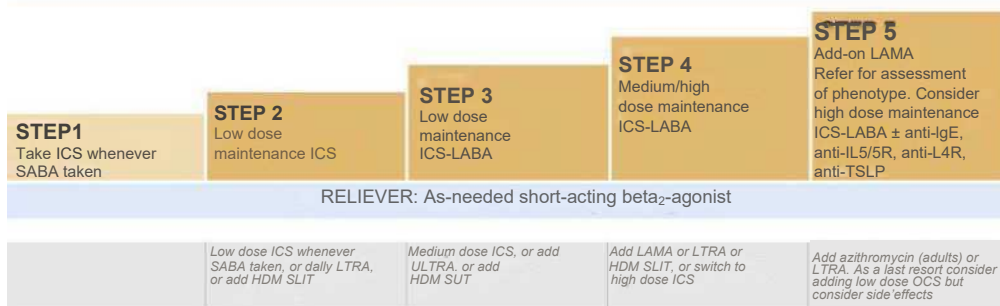 STEP1
Take ICS whenever
SABA taken
STEP 2
Low dose
maintenance ICS
STEP 3
Low dose
maintenance
ICS-LABA
STEP 4
Medium/high
dose maintenance
ICS-LABA
STEP 5
Add-on LAMA
Refer for assessment
of phenotype. Consider
high dose maintenance
ICS-LABA ± anti-lgE,
anti-IL5/5R, anti-L4R,
anti-TSLP
RELIEVER: As-needed short-acting beta₂-agonist
Low dose ICS whenever
SABA taken, or dally LTRA,
or add HDM SLIT
Medium dose ICS, or add
ULTRA. or add
HDM SUT
Add LAMA or LTRA or
HDM SLIT, or switch to
high dose ICS
Add azithromycin (adults) or
LTRA. As a last resort consider
adding low dose OCS but
consider side'effects